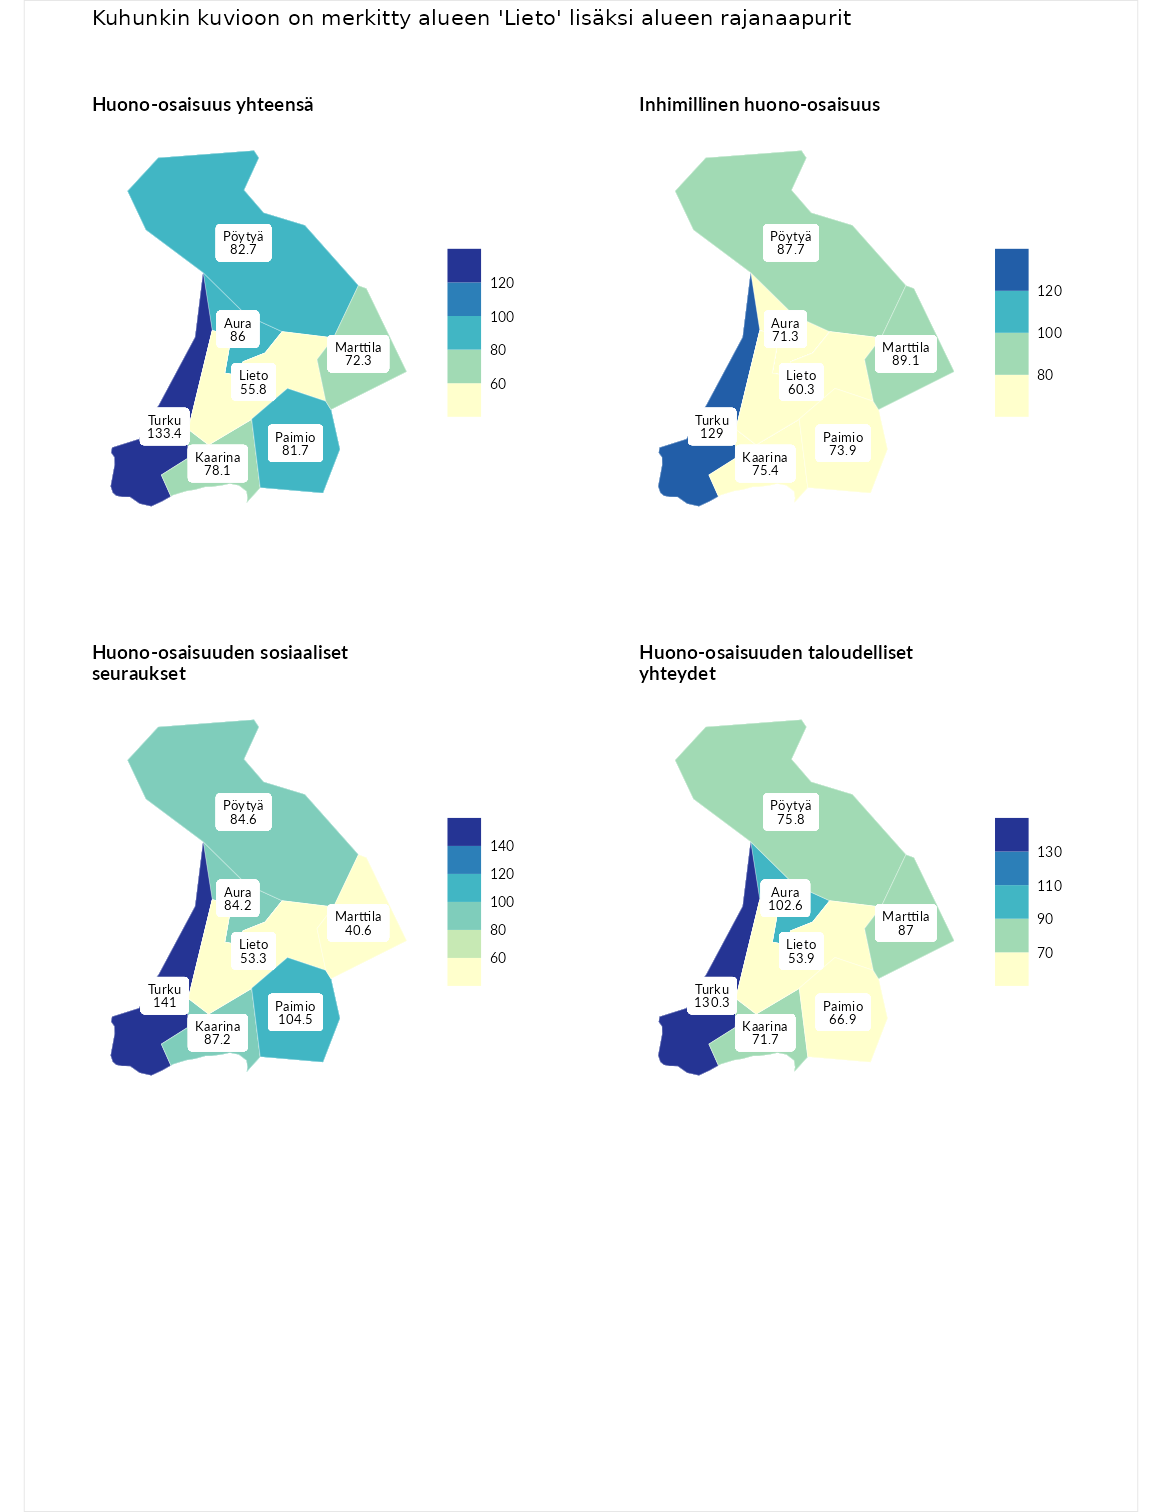 Kuhunkin kuvioon on merkitty alueen 'Lieto' lisäksi alueen rajanaapurit
Huono-osaisuus yhteensä
Pöytyä
82.7
Aura
86
Marttila
72.3
Lieto
55.8
Turku
133.4
Paimio
81.7
Kaarina
78.1
120
100
80
60
Inhimillinen huono-osaisuus
Pöytyä
87.7
Aura
71.3
Marttila
89.1
Lieto
60.3
Turku
129
Paimio
73.9
Kaarina
75.4
120
100
80
Huono-osaisuuden sosiaaliset
seuraukset
Pöytyä
84.6
Aura
84.2
Marttila
40.6
Lieto
53.3
Turku
141
Paimio
104.5
Kaarina
87.2
140
120
100
80
60
Huono-osaisuuden taloudelliset
yhteydet
Pöytyä
75.8
Aura
102.6
Marttila
87
Lieto
53.9
Turku
130.3
Paimio
66.9
Kaarina
71.7
130
110
90
70